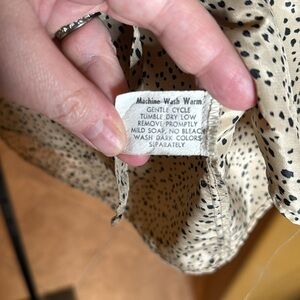 Machine Wash Warm
GENTLE CYCLE
TUMBLE DRY LOW
REMOVE PROMPTLY
MILD SOAP, NO BLEACH
WASH DARK COLORS
SEPARATELY